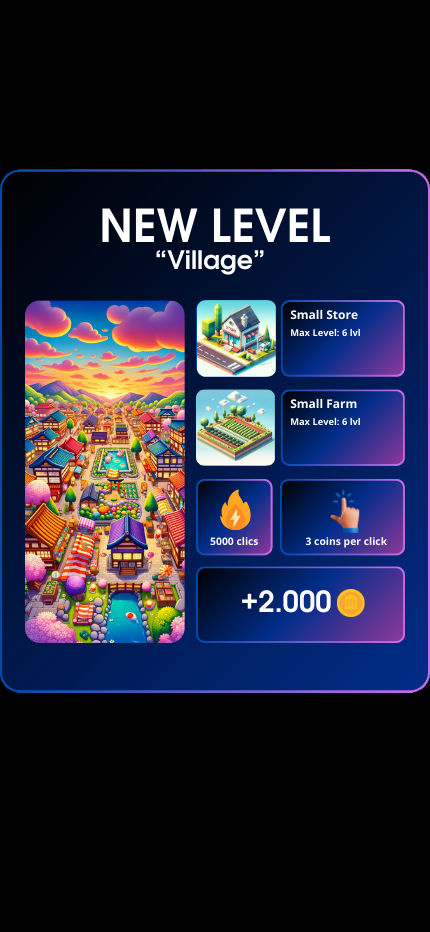 NEW LEVEL
“Village”
Small Store
Max Level: 6 lvl
Small Farm
Max Level: 6 lvl
5000 clics
3 coins per click
+2.000